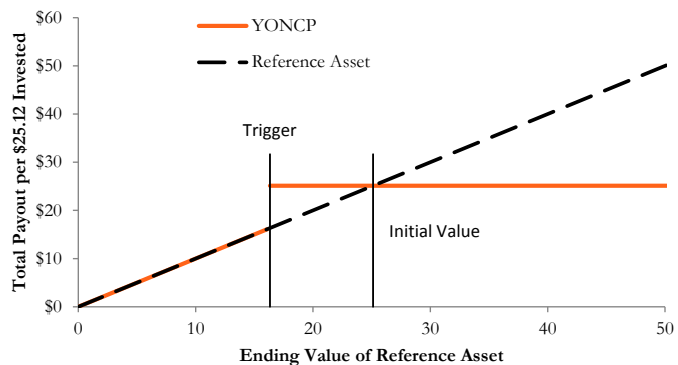 $60
YONCP
Reference Asset
$50
$40
Trigger
$30
$20
Initial Value
$10
$0
0 10 20 30 40 50
Total Payout per $25.12 Invested
Ending Value of Reference Asset